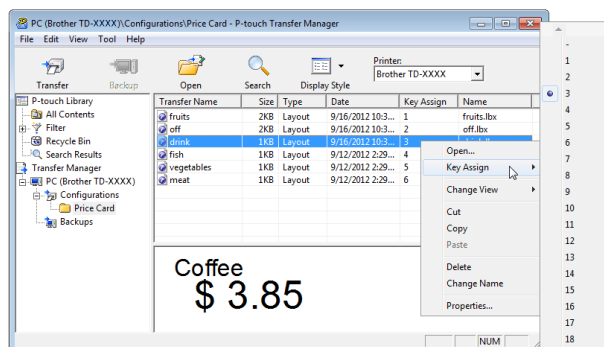 PC (Brother TD-XXXX)\Configurations\Price Card - P-touch Transfer Manager
File Edit View Tool Help
Transfer Backup Open Search Display Style Printer:
Brother TD-XXXX
P-touch Library
All Contents
Filter
Recycle Bin
Search Results
Transfer Manager
PC (Brother TD-XXXX)
Configurations
Price Card
Backups
Transfer Name Size Type Date Key Assign Name
fruits 2KB Layout 9/16/2012 10:3... 1 fruits.lbx
off 2KB Layout 9/16/2012 10:3... 2 off.lbx
drink 1KB Layout 9/16/2012 10:3... 3
fish 1KB Layout 9/12/2012 2:29... 4
vegetables 1KB Layout 9/12/2012 2:29... 5
meat 1KB Layout 9/12/2012 2:29... 6
Open...
Key Assign
Change View
Cut
Copy
Paste
Delete
Change Name
Properties...
-
1
2
3
4
5
6
7
8
9
10
11
12
13
14
15
16
17
18
Coffee
$ 3.85
NUM